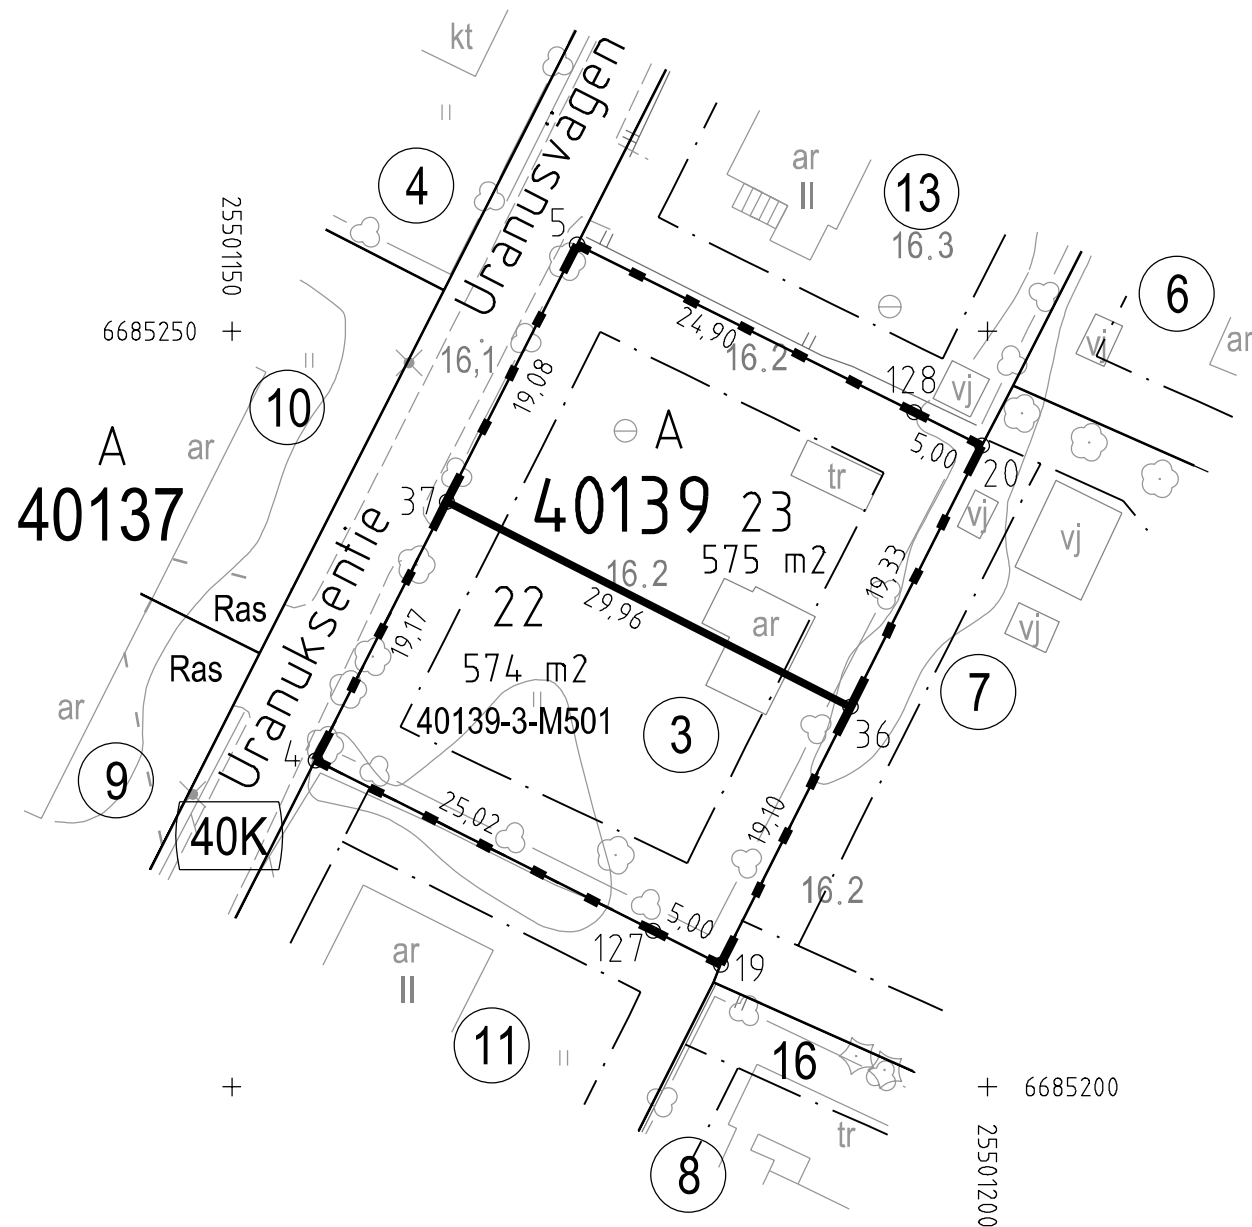 kt
Uranusvägen
4
ar
II
13
16.3
5
25501150
6685250
6
vj
ar
24,90
16.2
16,1
19,08
128
vj
10
A
40137
ar
A
40139
23
575 m2
tr
5,00
20
vj
vj
37
16.2
29,96
22
574 m2
40139-3-M501
19,33
ar
vj
Ras
Ras
Uranuksentie
19,17
3
7
36
ar
9
4
40K
25,02
19,10
16.2
5,00
127
19
ar
II
11
16
6685200
25501200
tr
8